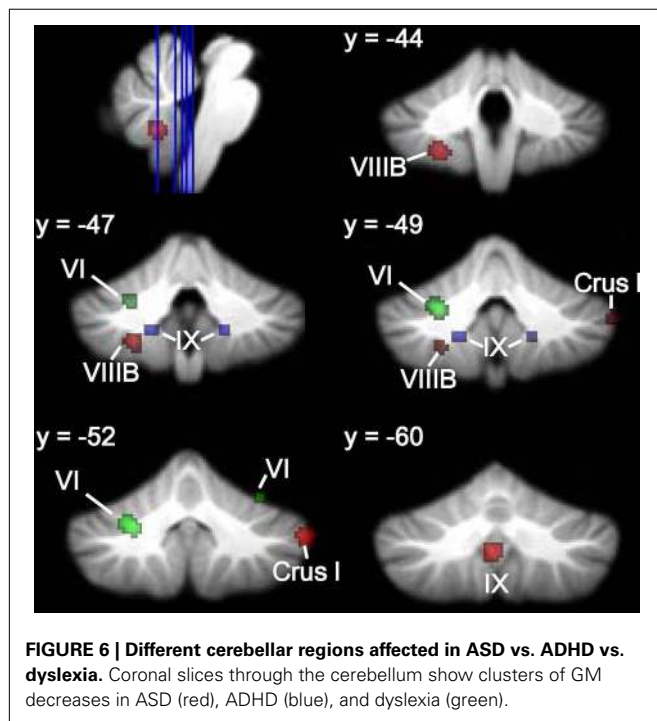 y = -44
VIIIB
y = -47
VI
IX
VIIIB
y = -49
VI
Crus I
IX
VIIIB
y = -52
VI
VI
Crus I
y = -60
IX
FIGURE 6 | Different cerebellar regions affected in ASD vs. ADHD vs.
dyslexia. Coronal slices through the cerebellum show clusters of GM
decreases in ASD (red), ADHD (blue), and dyslexia (green).